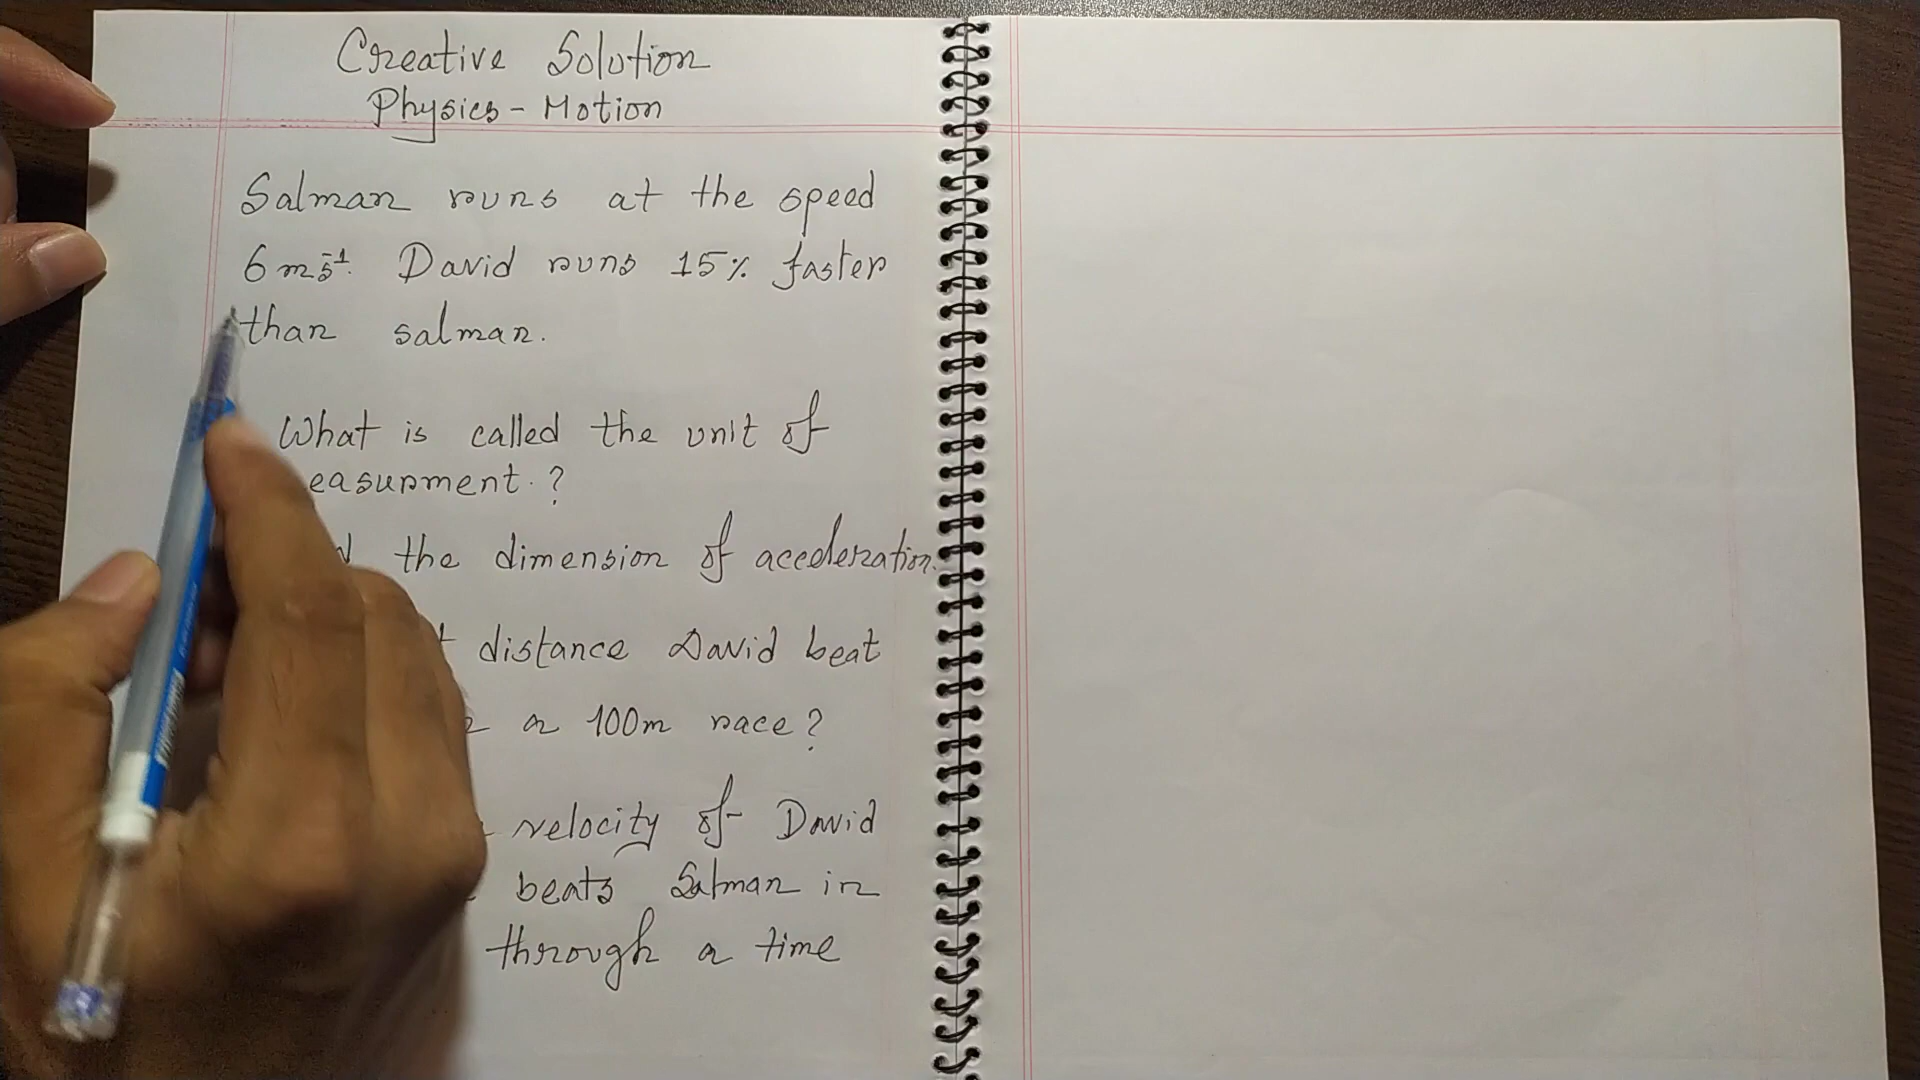 Creative Solution
Physics - Motion
Salman runs at the speed
6 ms⁻¹. David runs 15% faster
than salman.
What is called the unit of
easurment.?
the dimension of acceleration.
distance David beat
a 100m race?
velocity of David
beats Salman in
through a time